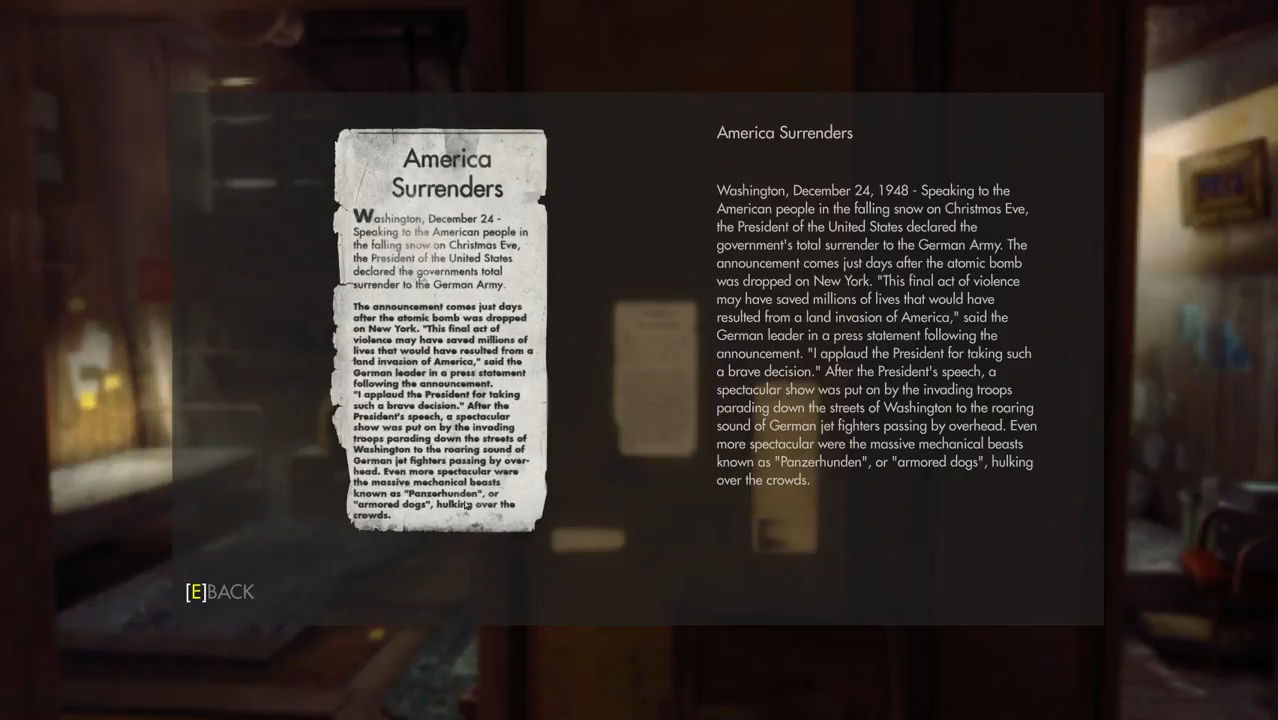 America
Surrenders
Washington, December 24 -
Speaking to the American people in
the falling snow on Christmas Eve,
the President of the United States
declared the governments total
surrender to the German Army.
The announcement comes just days
after the atomic bomb was dropped
on New York. "This final act of
violence may have saved millions of
lives that would have resulted from a
land invasion of America," said the
German leader in a press statement
following the announcement.
"I applaud the President for taking
such a brave decision." After the
President's speech, a spectacular
show was put on by the invading
troops parading down the streets of
Washington to the roaring sound of
German jet fighters passing by over-
head. Even more spectacular were
the massive mechanical beasts
known as "Panzerhunden", or
"armored dogs", hulking over the
crowds.
America Surrenders
Washington, December 24, 1948 - Speaking to the
American people in the falling snow on Christmas Eve,
the President of the United States declared the
government's total surrender to the German Army. The
announcement comes just days after the atomic bomb
was dropped on New York. "This final act of violence
may have saved millions of lives that would have
resulted from a land invasion of America," said the
German leader in a press statement following the
announcement. "I applaud the President for taking such
a brave decision." After the President's speech, a
spectacular show was put on by the invading troops
parading down the streets of Washington to the roaring
sound of German jet fighters passing by overhead. Even
more spectacular were the massive mechanical beasts
known as "Panzerhunden", or "armored dogs", hulking
over the crowds.
[E]BACK